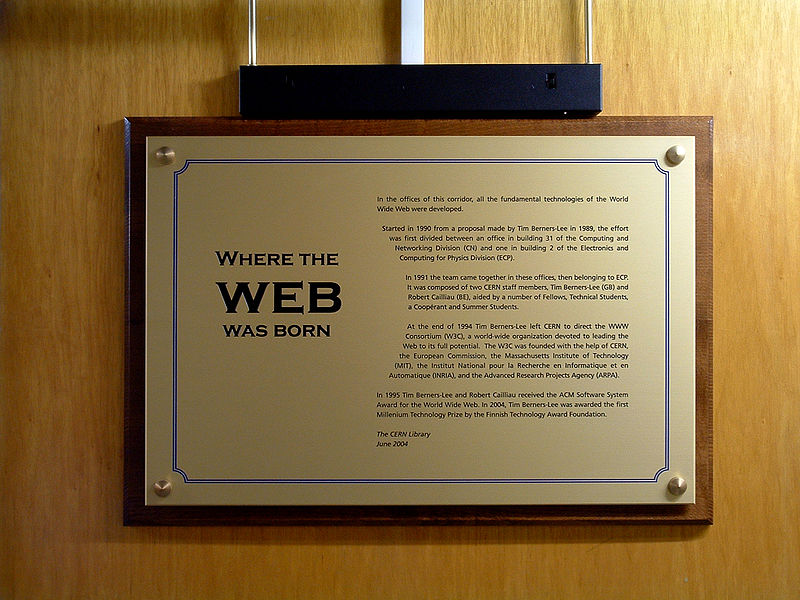 WHERE THE
WEB
WAS BORN
In the offices of this corridor, all the fundamental technologies of the World
Wide Web were developed.
Started in 1990 from a proposal made by Tim Berners-Lee in 1989, the effort
was first divided between an office in building 31 of the Computing and
Networking Division (CN) and one in building 2 of the Electronics and
Computing for Physics Division (ECP).
In 1991 the team came together in these offices, then belonging to ECP.
It was composed of two CERN staff members, Tim Berners-Lee (GB) and
Robert Cailliau (BE), aided by a number of Fellows, Technical Students,
a Coopérant and Summer Students.
At the end of 1994 Tim Berners-Lee left CERN to direct the WWW
Consortium (W3C), a world-wide organization devoted to leading the
Web to its full potential. The W3C was founded with the help of CERN,
the European Commission, the Massachusetts Institute of Technology
(MIT), the Institut National pour la Recherche en Informatique et en
Automatique (INRIA), and the Advanced Research Projects Agency (ARPA).
In 1995 Tim Berners-Lee and Robert Cailliau received the ACM Software System
Award for the World Wide Web. In 2004, Tim Berners-Lee was awarded the first
Millenium Technology Prize by the Finnish Technology Award Foundation.
The CERN Library
June 2004